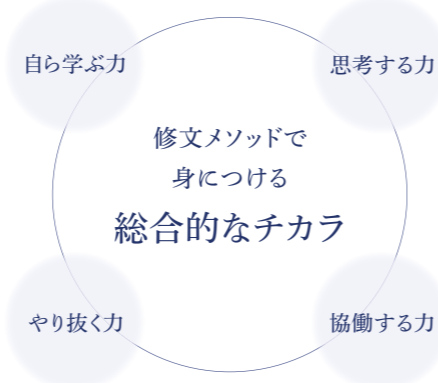 自ら学ぶ力
思考する力
修文メソッドで
身につける
総合的なチカラ
やり抜く力
協働する力